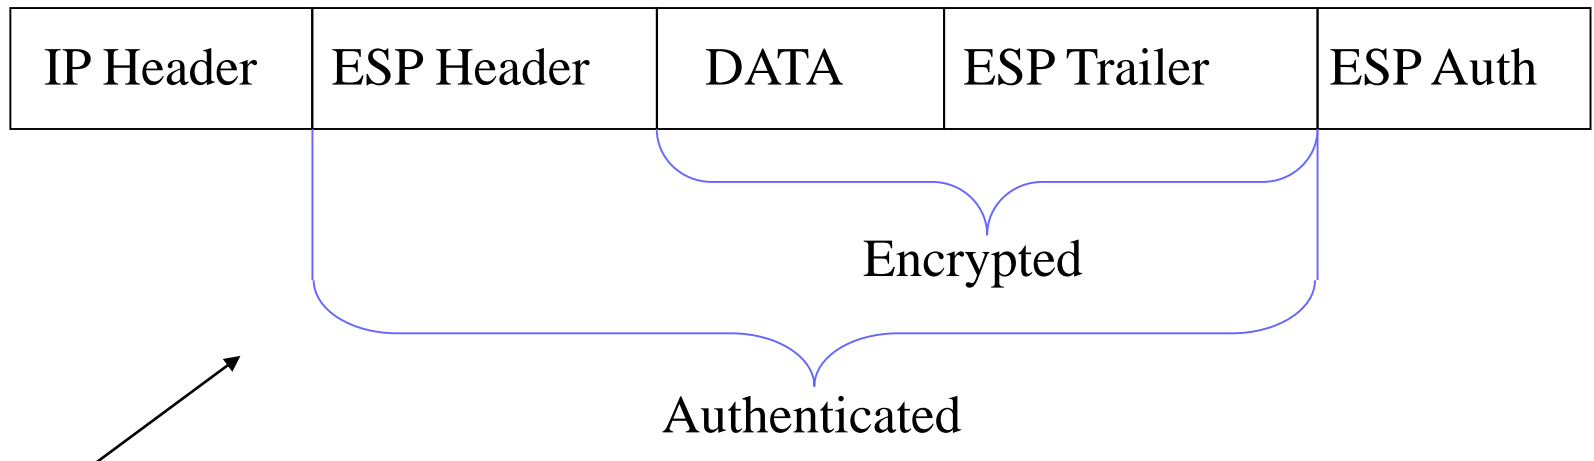 IP Header ESP Header DATA ESP Trailer ESP Auth
Encrypted
Authenticated